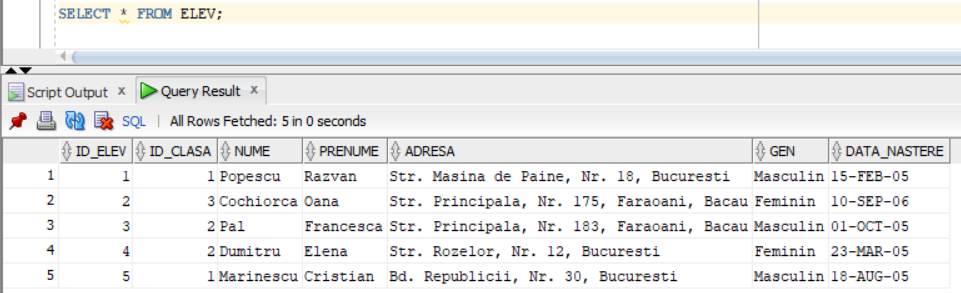 SELECT * FROM ELEV;
Script Output x Query Result x
SQL | All Rows Fetched: 5 in 0 seconds
ID_ELEV ID_CLASA NUME PRENUME ADRESA GEN DATA_NASTERE
1 1 1 Popescu Razvan Str. Masina de Paine, Nr. 18, Bucuresti Masculin 15-FEB-05
2 2 3 Cochiorca Oana Str. Principala, Nr. 175, Faraoani, Bacau Feminin 10-SEP-06
3 3 2 Pal Francesca Str. Principala, Nr. 183, Faraoani, Bacau Masculin 01-OCT-05
4 4 2 Dumitru Elena Str. Rozelor, Nr. 12, Bucuresti Feminin 23-MAR-05
5 5 1 Marinescu Cristian Bd. Republicii, Nr. 30, Bucuresti Masculin 18-AUG-05